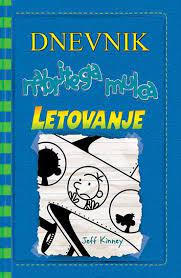 DNEVNIK
nabritega mulca
LETOVANJE
Jeff Kinney